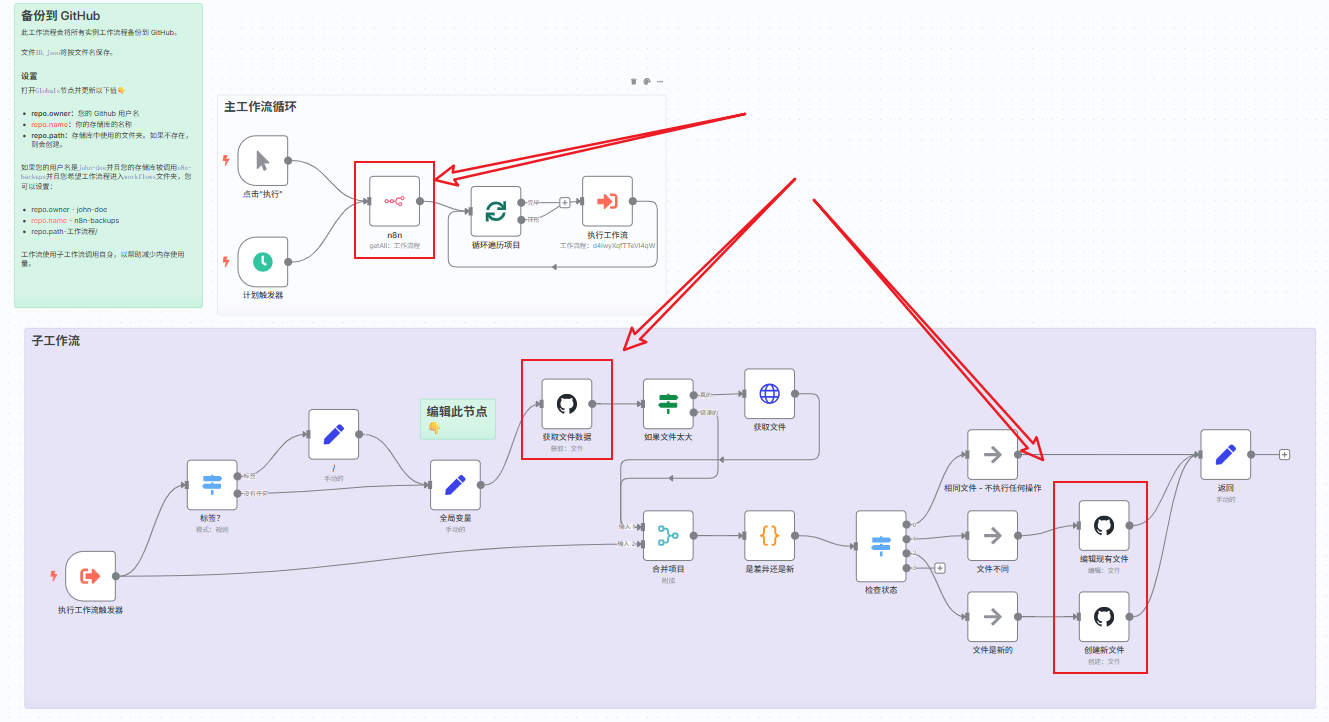 备份到 GitHub
此工作流程会将所有实例工作流程备份到 GitHub。
文件ID.json将按文件名保存。
设置
打开Globals节点并更新以下值👇
repo.owner：您的 Github 用户名
repo.name：你的存储库的名称
repo.path：存储库中使用的文件夹。如果不存在，
则会创建。
如果您的用户名是john-doe并且您的存储库被调用n8n-
backups并且您希望工作流程进入workflows文件夹，您
可以设置：
repo.owner - john-doe
repo.name - n8n-backups
repo.path-工作流程/
工作流使用子工作流调用自身，以帮助减少内存使用
量。
主工作流循环
点击“执行”
计划触发器
n8n
getAll：工作流程
循环遍历项目
完毕
环形
执行工作流
工作流程：d4IwyXqfTTaVI4qW
子工作流
执行工作流触发器
标签？
模式：规则
标签
没有任何
/
手动的
编辑此节点
👇
全局变量
手动的
获取文件数据
获取：文件
如果文件太大
真的
错误的
获取文件
输入 1
输入 2
合并项目
附加
是差异还是新
检查状态
0
1
2
3
相同文件 - 不执行任何操作
文件不同
文件是新的
编辑现有文件
编辑：文件
创建新文件
创建：文件
返回
手动的